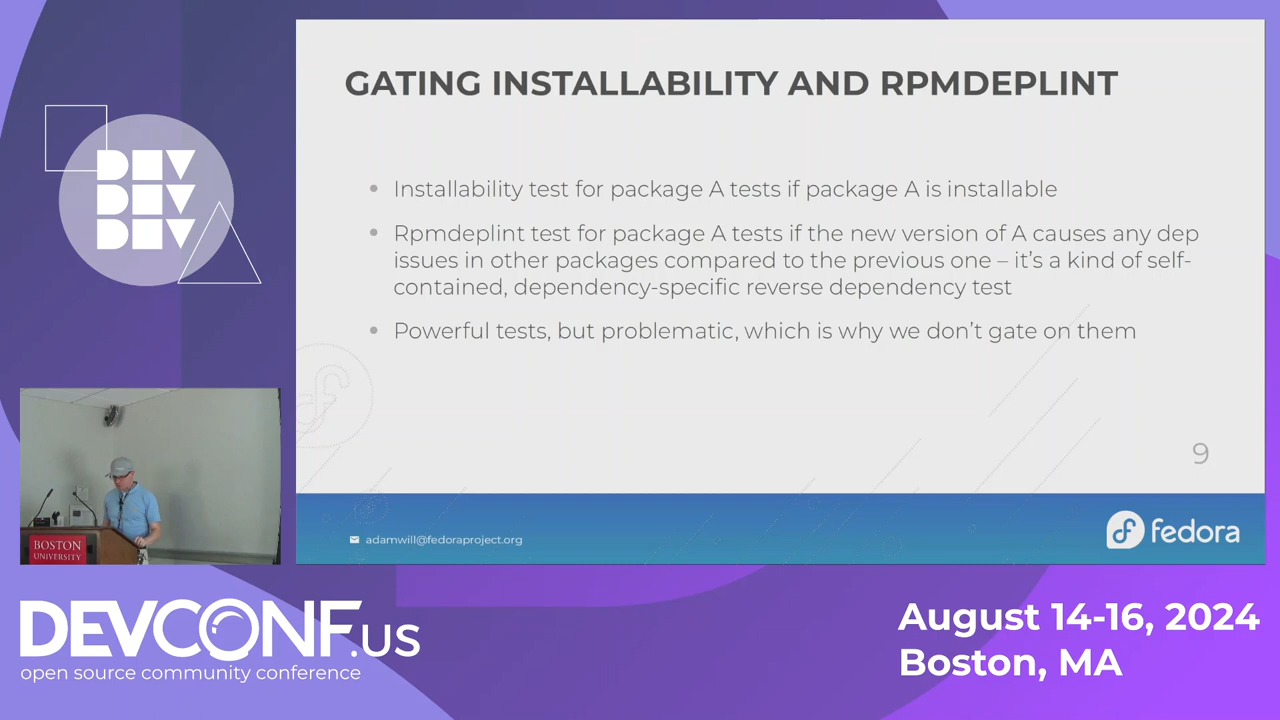 GATING INSTALLABILITY AND RPMDEPLINT
• Installability test for package A tests if package A is installable
• Rpmdeplint test for package A tests if the new version of A causes any dep
issues in other packages compared to the previous one – it's a kind of self-
contained, dependency-specific reverse dependency test
• Powerful tests, but problematic, which is why we don't gate on them
9
adamwill@fedoraproject.org
fedora
DEV
DEV
DEV
BOSTON
UNIVERSITY
DEVCONF.US
open source community conference
August 14-16, 2024
Boston, MA